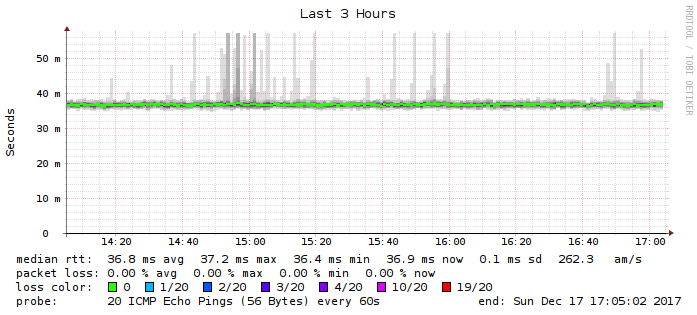 Last 3 Hours
RRDTOOL / TOBI OETIKER
Seconds
50 m
40 m
30 m
20 m
10 m
0
14:20 14:40 15:00 15:20 15:40 16:00 16:20 16:40 17:00
median rtt: 36.8 ms avg 37.2 ms max 36.4 ms min 36.9 ms now 0.1 ms sd 262.3 am/s
packet loss: 0.00 % avg 0.00 % max 0.00 % min 0.00 % now
loss color: 0 1/20 2/20 3/20 4/20 10/20 19/20
probe: 20 ICMP Echo Pings (56 Bytes) every 60s end: Sun Dec 17 17:05:02 2017